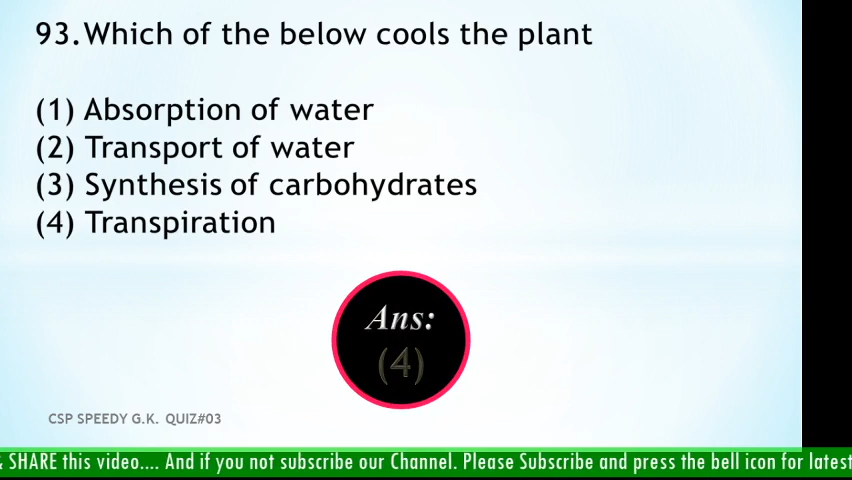 93.Which of the below cools the plant
(1) Absorption of water
(2) Transport of water
(3) Synthesis of carbohydrates
(4) Transpiration
Ans:
(4)
CSP SPEEDY G.K. QUIZ#03
& SHARE this video.... And if you not subscribe our Channel. Please Subscribe and press the bell icon for latest